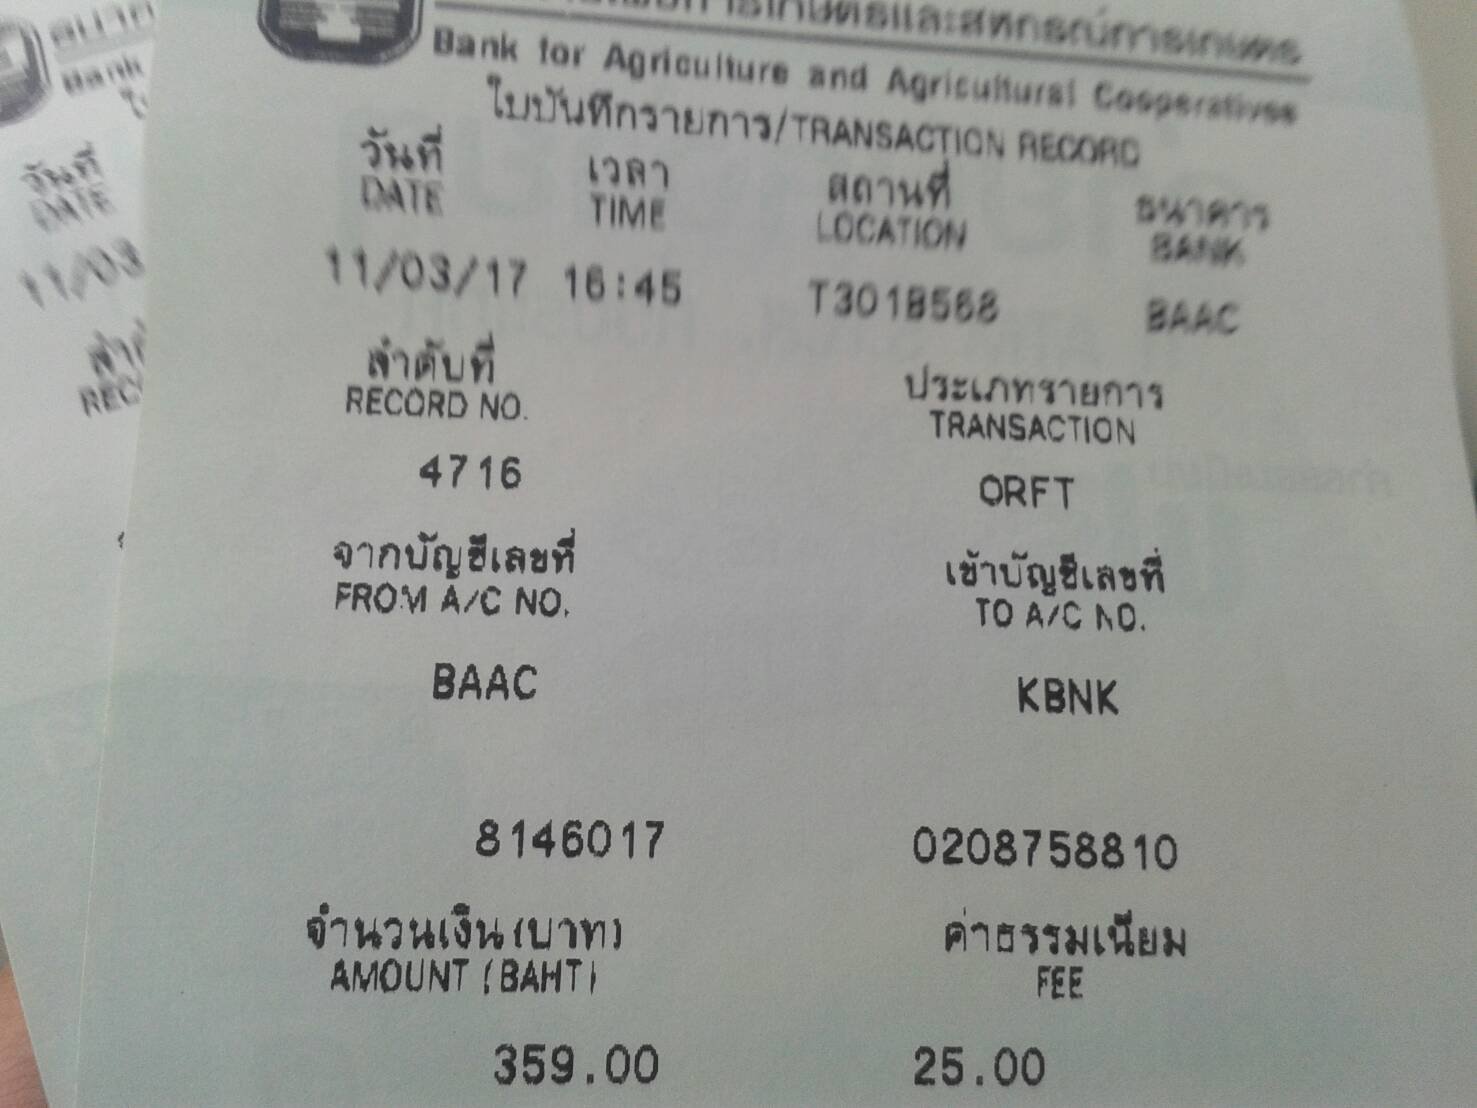 เพื่อการเกษตรและสหกรณ์การเกษตร
Bank for Agriculture and Agricultural Cooperatives
ใบบันทึกรายการ/TRANSACTION RECORD
วันที่ เวลา สถานที่ ธนาคาร
DATE TIME LOCATION BANK
11/03/17 16:45 T301B568 BAAC
ลำดับที่ ประเภทรายการ
RECORD NO. TRANSACTION
4716 ORFT
จากบัญชีเลขที่ เข้าบัญชีเลขที่
FROM A/C NO. TO A/C NO.
BAAC KBNK
8146017 0208758810
จำนวนเงิน(บาท) ค่าธรรมเนียม
AMOUNT (BAHT) FEE
359.00 25.00
ธนาค
Bank
วันที่
DATE
11/03
ลำดั
REC